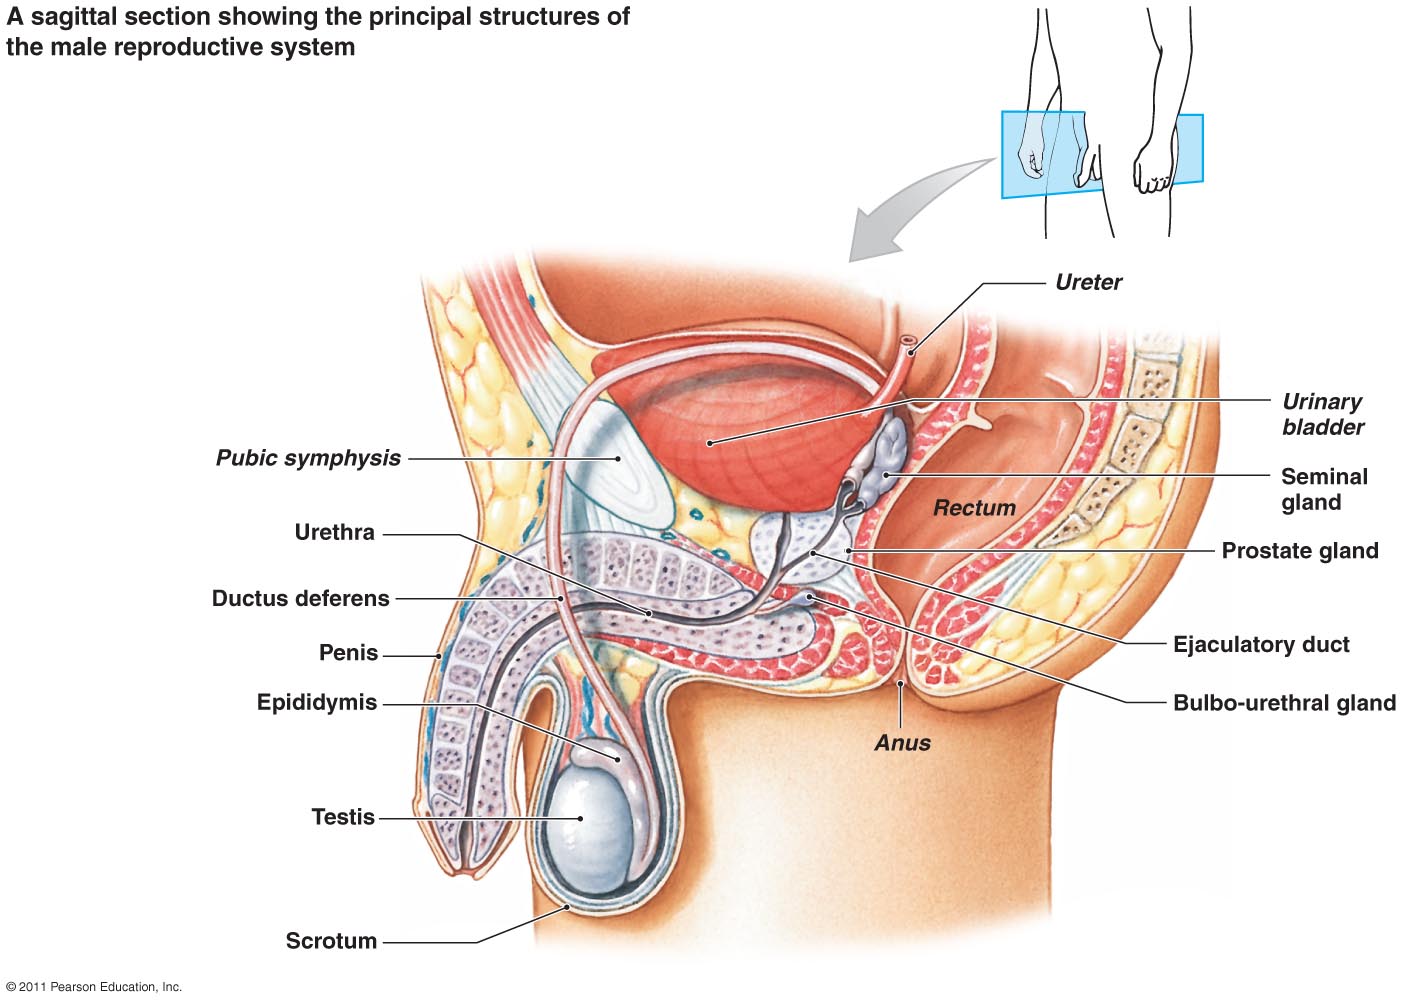 A sagittal section showing the principal structures of
the male reproductive system
Ureter
Urinary
bladder
Pubic symphysis
Seminal
gland
Rectum
Urethra
Prostate gland
Ductus deferens
Ejaculatory duct
Penis
Epididymis
Bulbo-urethral gland
Anus
Testis
Scrotum
© 2011 Pearson Education, Inc.